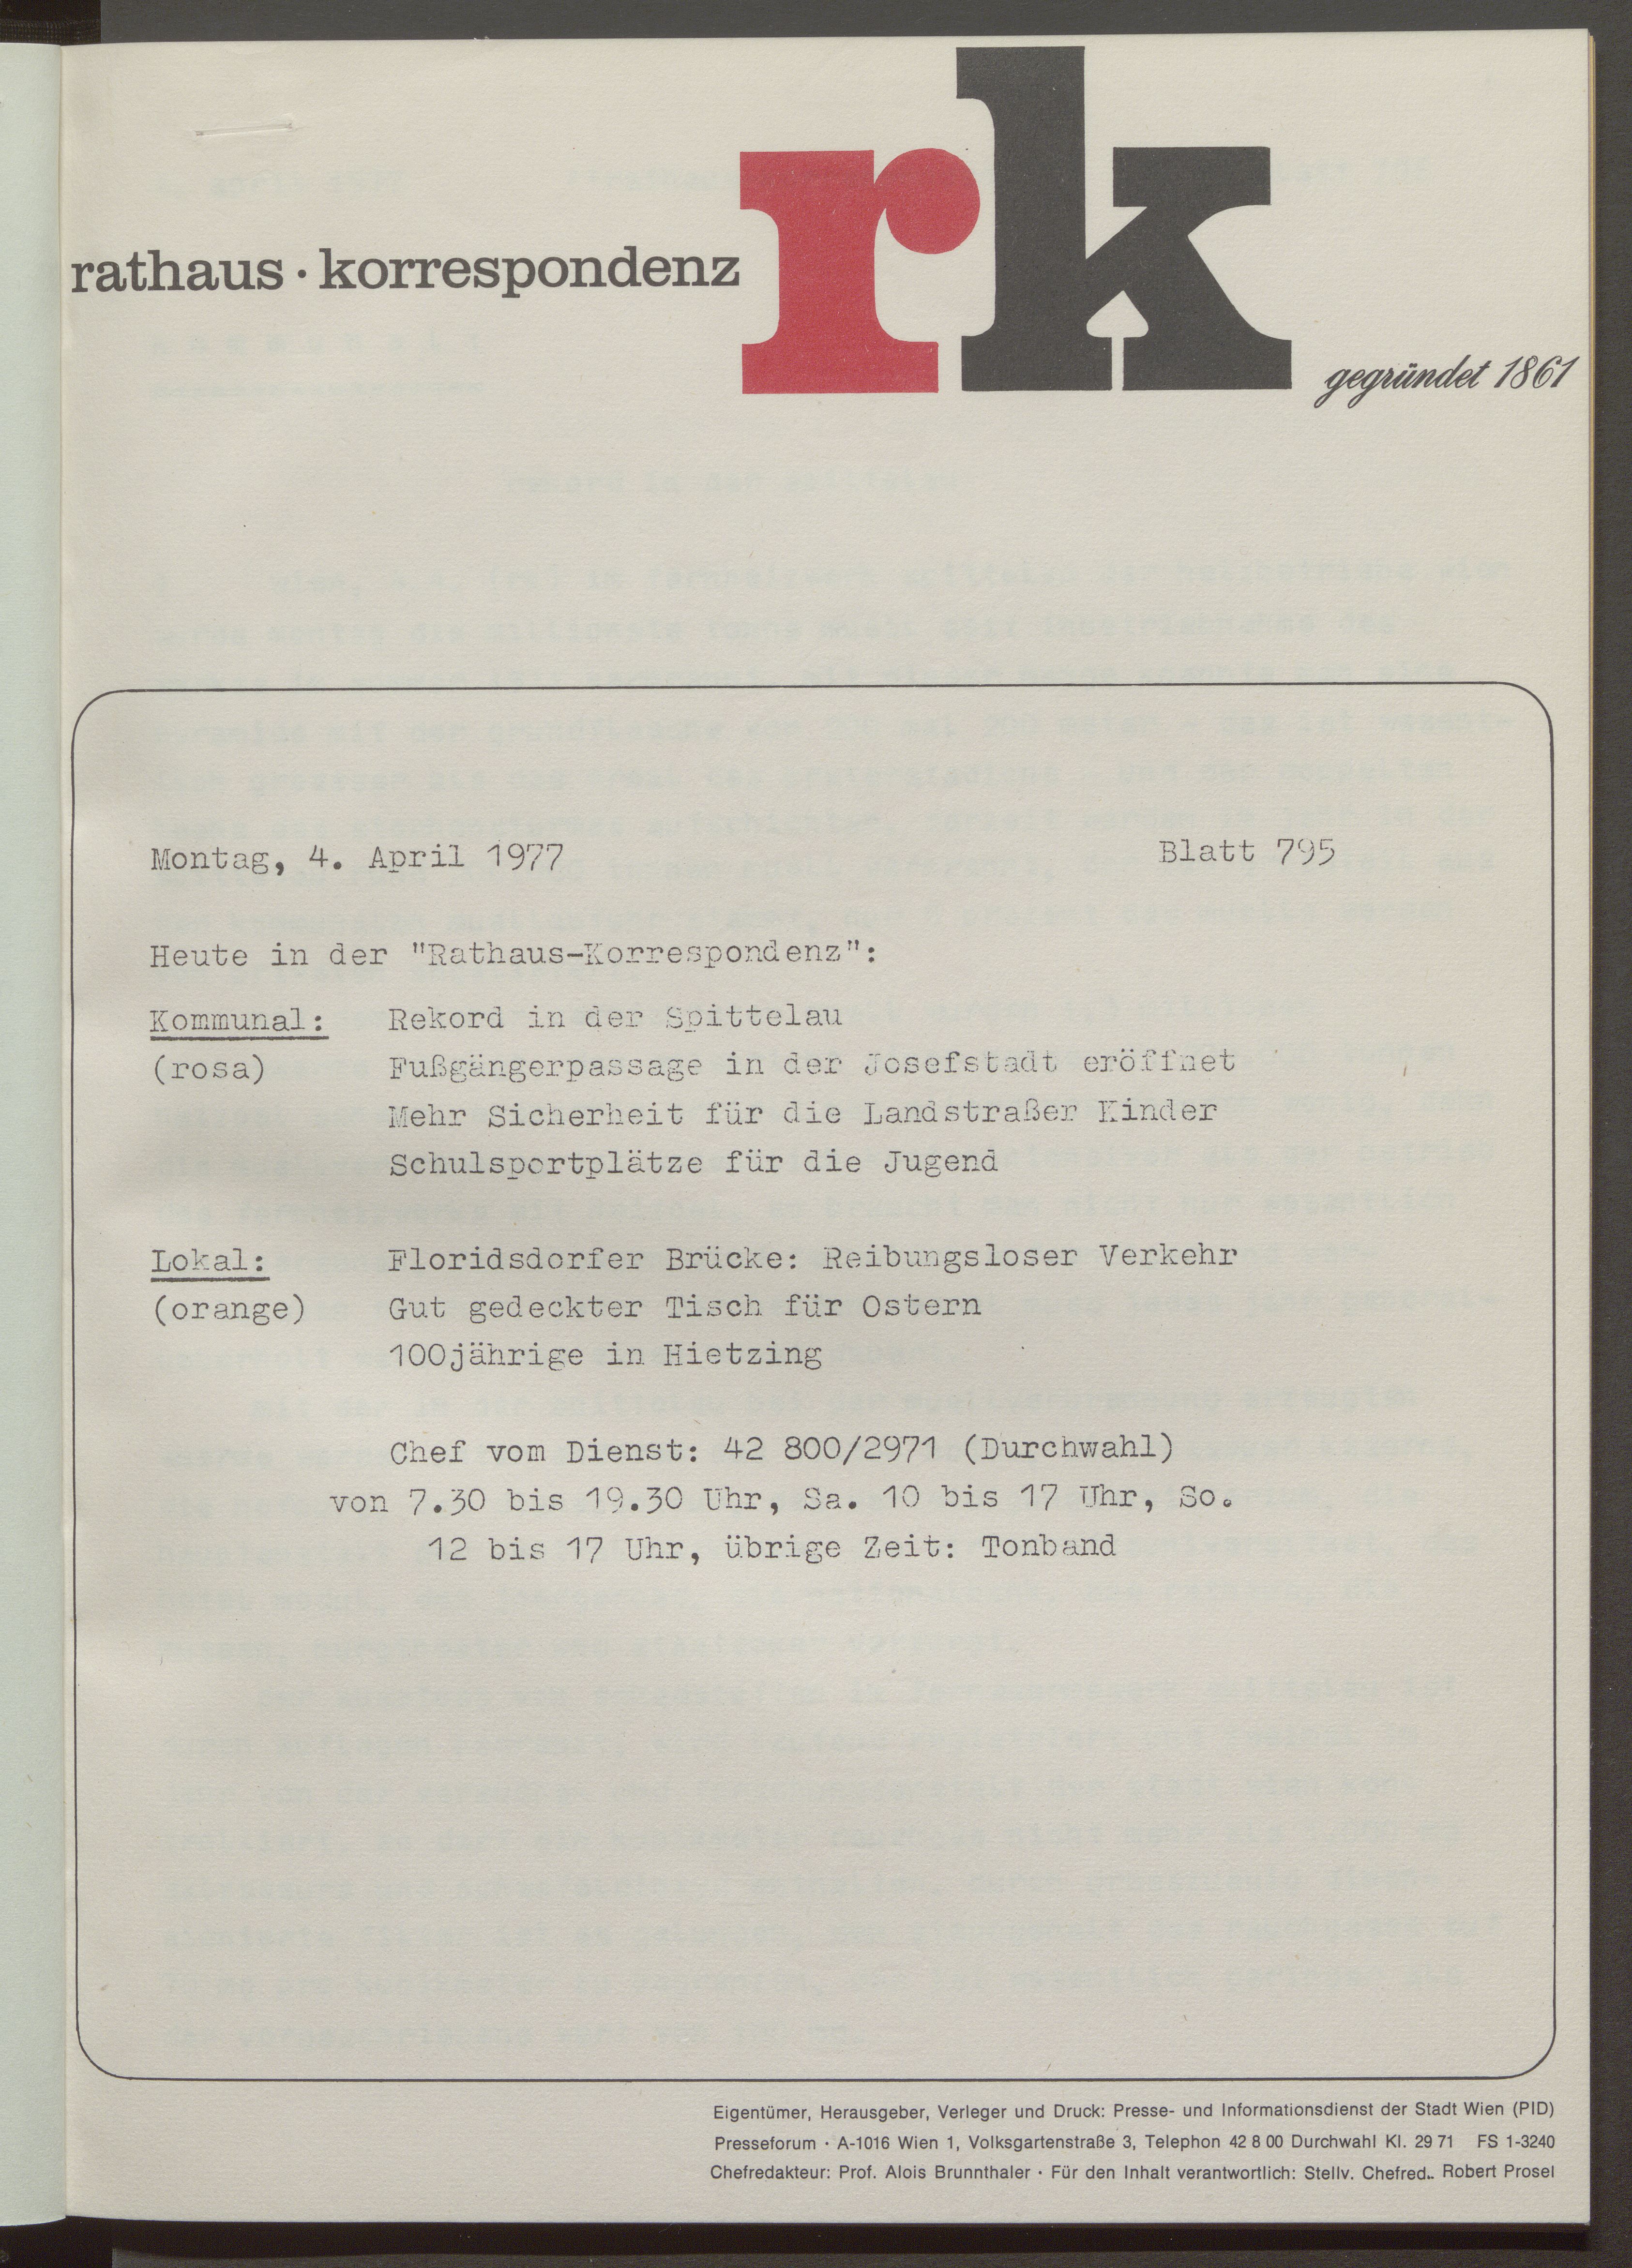 rathaus · korrespondenz
rk
gegründet 1861
Montag, 4. April 1977 Blatt 795
Heute in der "Rathaus-Korrespondenz":
Kommunal: Rekord in der Spittelau
(rosa) Fußgängerpassage in der Josefstadt eröffnet
Mehr Sicherheit für die Landstraßer Kinder
Schulsportplätze für die Jugend
Lokal: Floridsdorfer Brücke: Reibungsloser Verkehr
(orange) Gut gedeckter Tisch für Ostern
100jährige in Hietzing
Chef vom Dienst: 42 800/2971 (Durchwahl)
von 7.30 bis 19.30 Uhr, Sa. 10 bis 17 Uhr, So.
12 bis 17 Uhr, übrige Zeit: Tonband
Eigentümer, Herausgeber, Verleger und Druck: Presse- und Informationsdienst der Stadt Wien (PID)
Presseforum · A-1016 Wien 1, Volksgartenstraße 3, Telephon 42 8 00 Durchwahl Kl. 29 71 FS 1-3240
Chefredakteur: Prof. Alois Brunnthaler · Für den Inhalt verantwortlich: Stellv. Chefred.. Robert Prosel